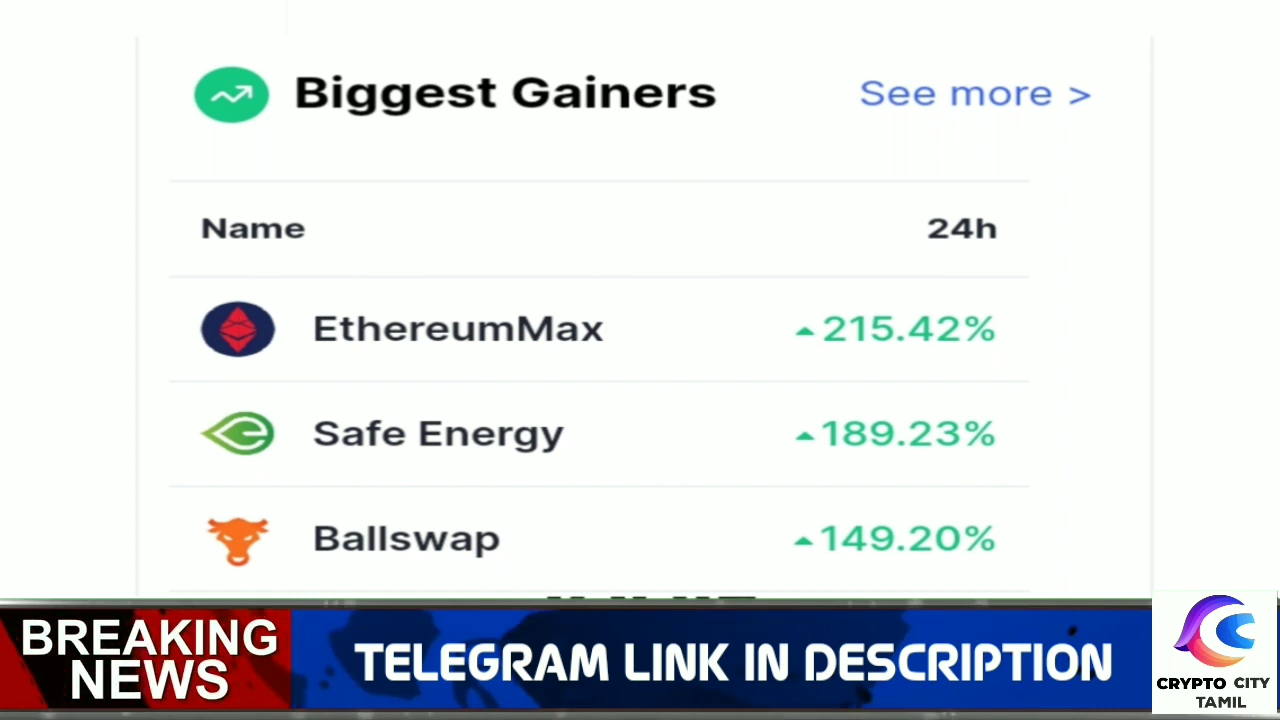 Biggest Gainers See more >
Name 24h
EthereumMax 215.42%
Safe Energy 189.23%
Ballswap 149.20%
BREAKING
NEWS
TELEGRAM LINK IN DESCRIPTION
CRYPTO CITY
TAMIL